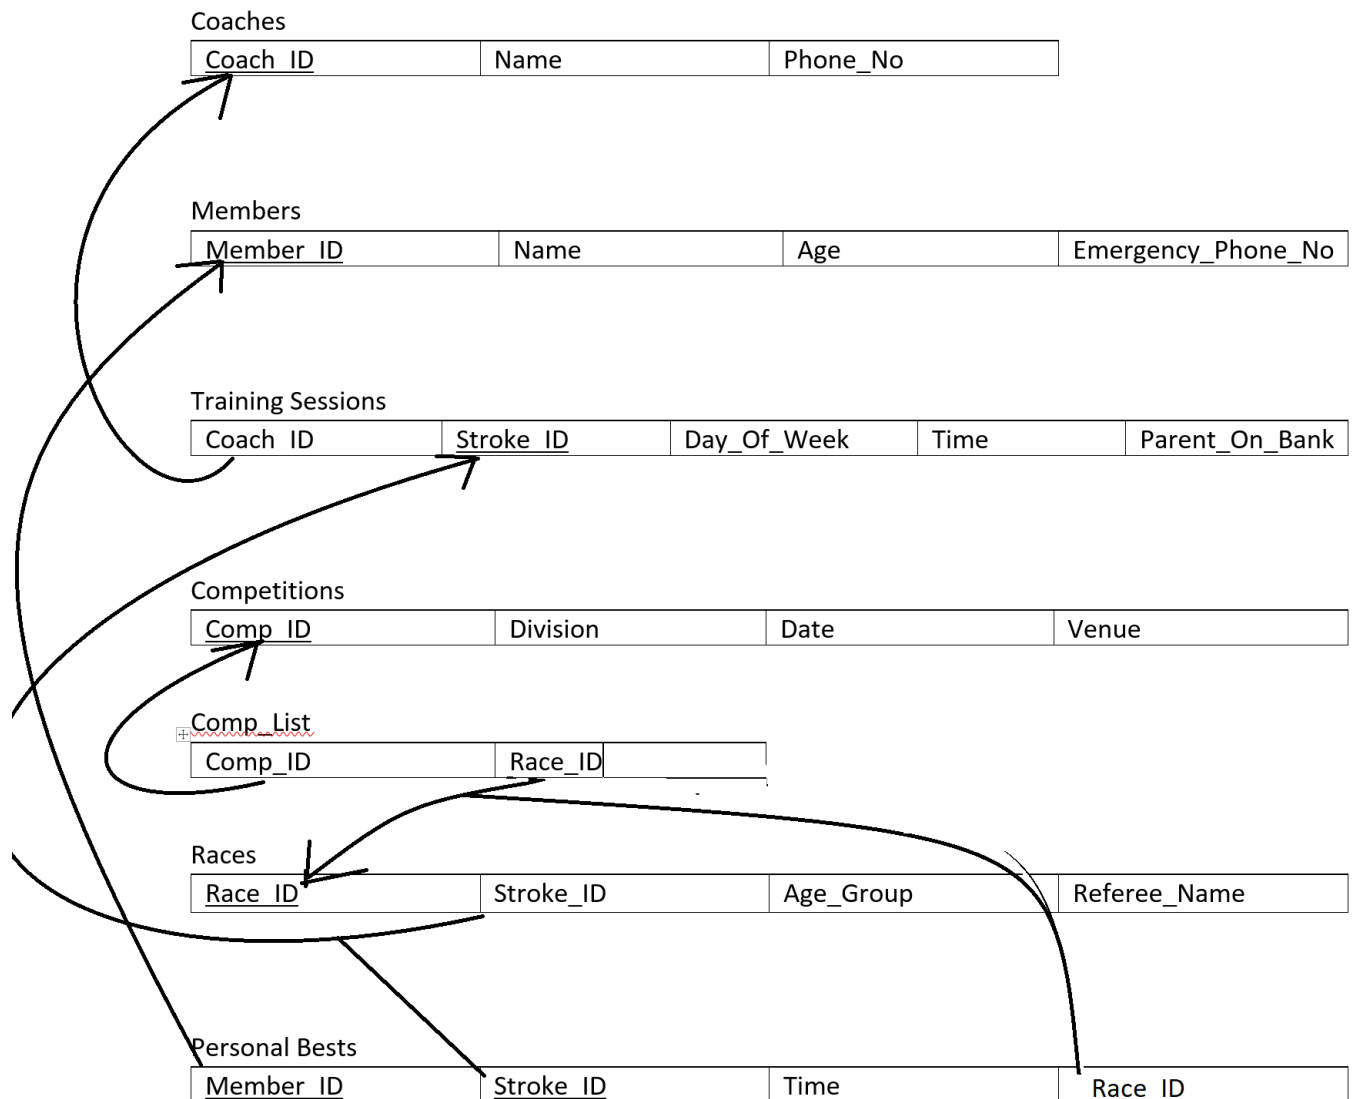 Coaches
Coach_ID Name Phone_No
Members
Member_ID Name Age Emergency_Phone_No
Training Sessions
Coach_ID Stroke_ID Day_Of_Week Time Parent_On_Bank
Competitions
Comp_ID Division Date Venue
Comp_List
Comp_ID Race_ID
Races
Race_ID Stroke_ID Age_Group Referee_Name
Personal Bests
Member_ID Stroke_ID Time Race_ID